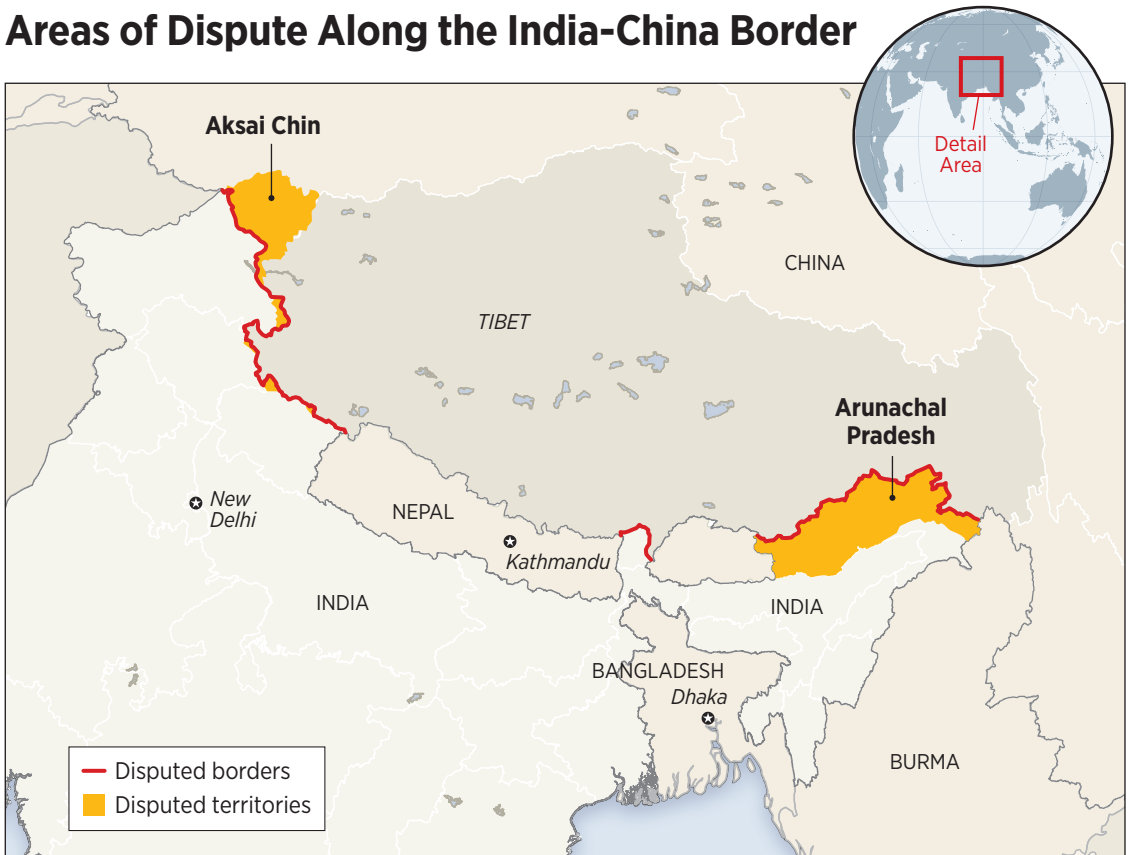 Areas of Dispute Along the India-China Border
Detail
Area
Aksai Chin
CHINA
TIBET
Arunachal
Pradesh
New
Delhi
NEPAL
Kathmandu
INDIA
INDIA
BANGLADESH
Dhaka
BURMA
Disputed borders
Disputed territories